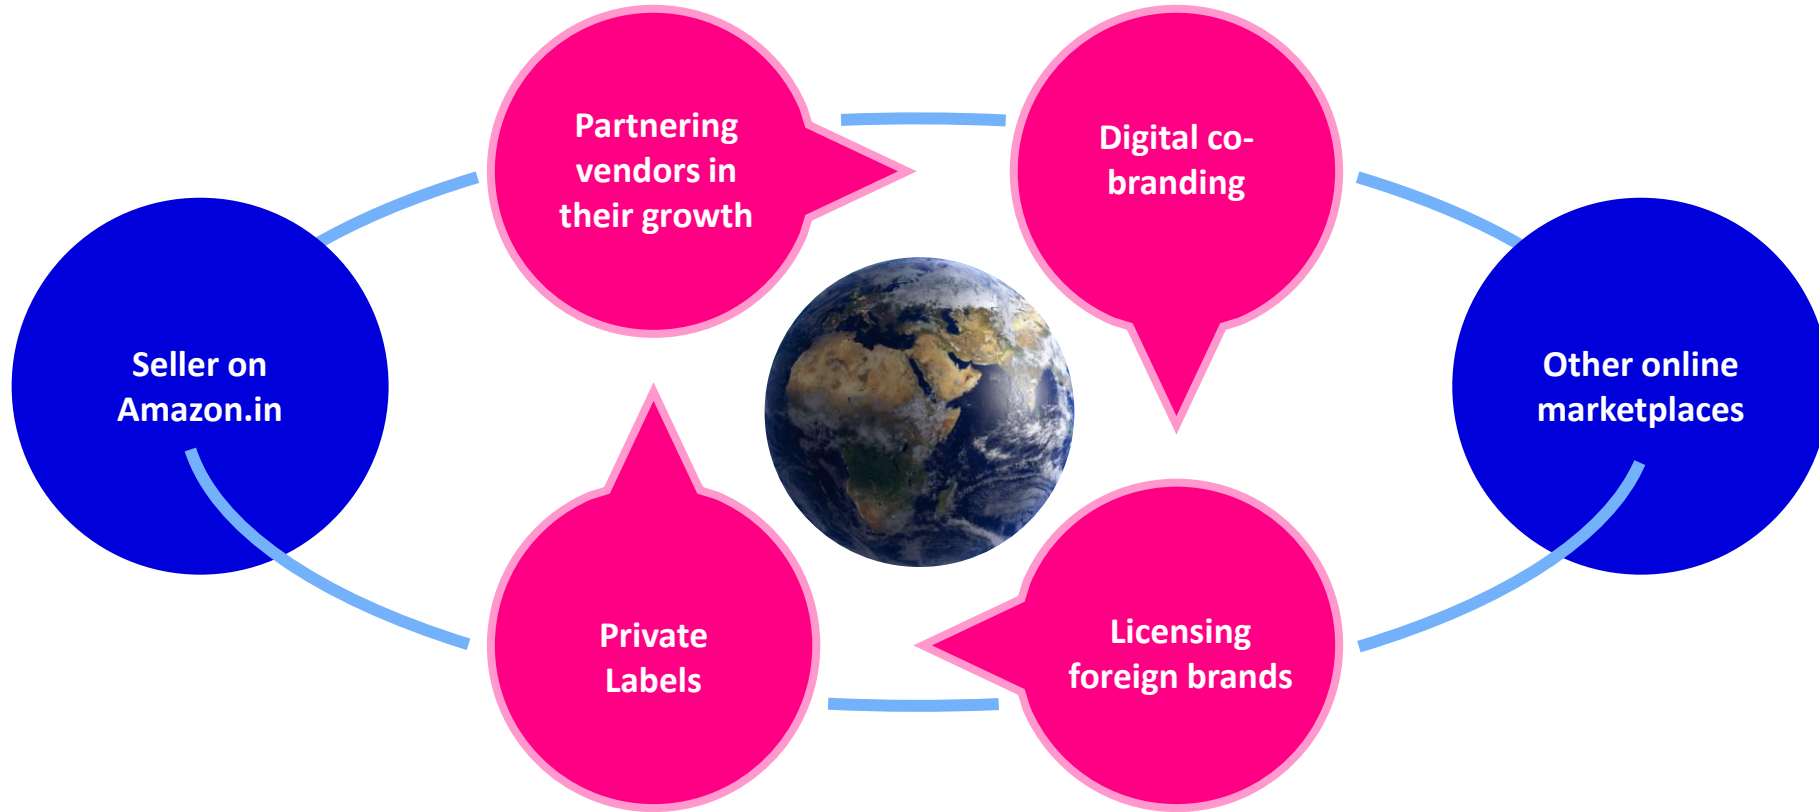 Partnering
vendors in
their growth
Digital co-
branding
Seller on
Amazon.in
Other online
marketplaces
Private
Labels
Licensing
foreign brands